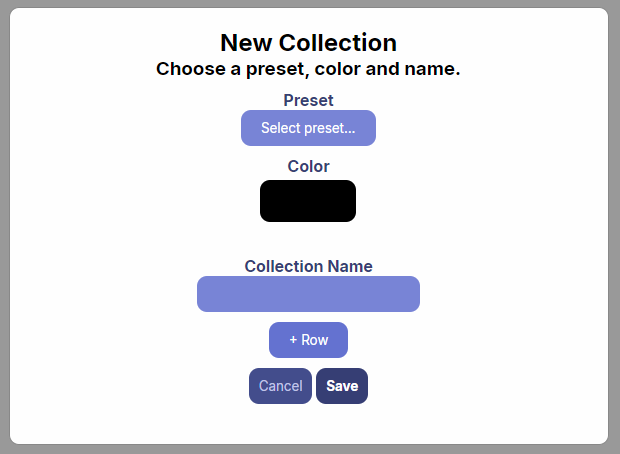 New Collection
Choose a preset, color and name.
Preset
Select preset...
Color
Collection Name
+ Row
Cancel Save